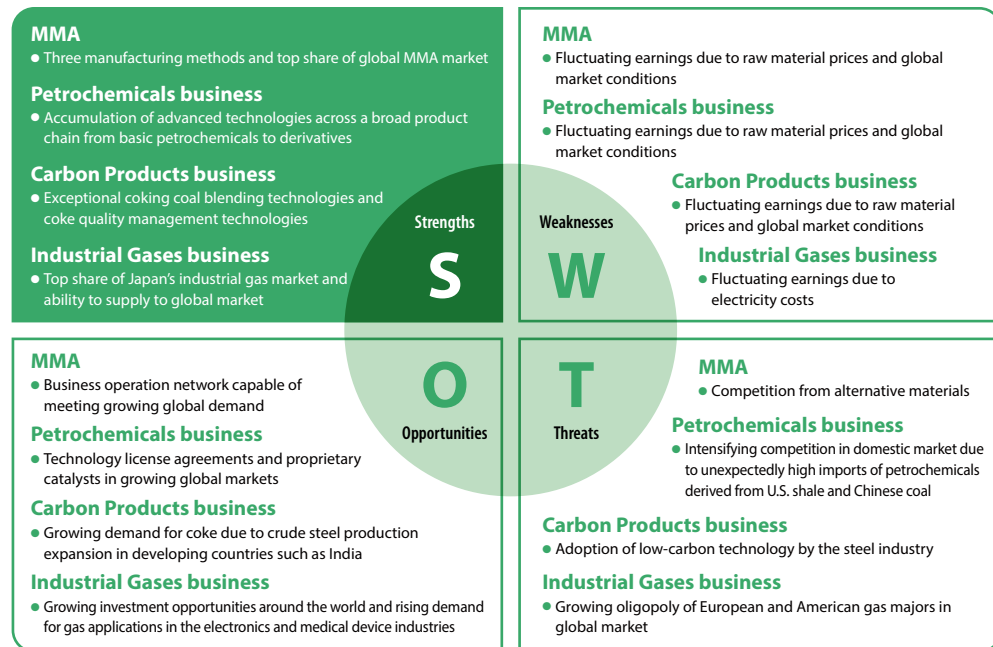 MMA
● Three manufacturing methods and top share of global MMA market
Petrochemicals business
● Accumulation of advanced technologies across a broad product
chain from basic petrochemicals to derivatives
Carbon Products business
● Exceptional coking coal blending technologies and
coke quality management technologies
Industrial Gases business
● Top share of Japan's industrial gas market and
ability to supply to global market
Strengths
S
MMA
● Fluctuating earnings due to raw material prices and global
market conditions
Petrochemicals business
● Fluctuating earnings due to raw material prices and global
market conditions
Carbon Products business
● Fluctuating earnings due to raw material
prices and global market conditions
Industrial Gases business
● Fluctuating earnings due to
electricity costs
Weaknesses
W
MMA
● Business operation network capable of
meeting growing global demand
Petrochemicals business
● Technology license agreements and proprietary
catalysts in growing global markets
Carbon Products business
● Growing demand for coke due to crude steel production
expansion in developing countries such as India
Industrial Gases business
● Growing investment opportunities around the world and rising demand
for gas applications in the electronics and medical device industries
O
Opportunities
MMA
● Competition from alternative materials
Petrochemicals business
● Intensifying competition in domestic market due
to unexpectedly high imports of petrochemicals
derived from U.S. shale and Chinese coal
Carbon Products business
● Adoption of low-carbon technology by the steel industry
Industrial Gases business
● Growing oligopoly of European and American gas majors in
global market
T
Threats